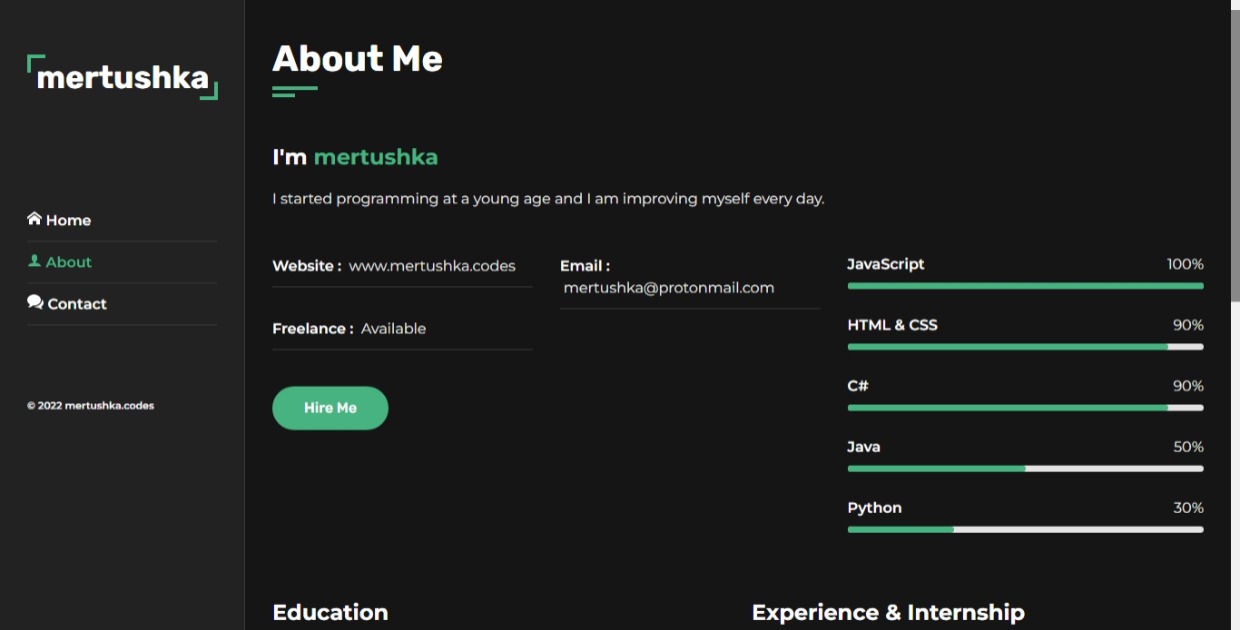 mertushka
Home
About
Contact
© 2022 mertushka.codes
About Me
I'm mertushka
I started programming at a young age and I am improving myself every day.
Website : www.mertushka.codes
Freelance : Available
Email :
mertushka@protonmail.com
Hire Me
JavaScript 100%
HTML & CSS 90%
C# 90%
Java 50%
Python 30%
Education
Experience & Internship